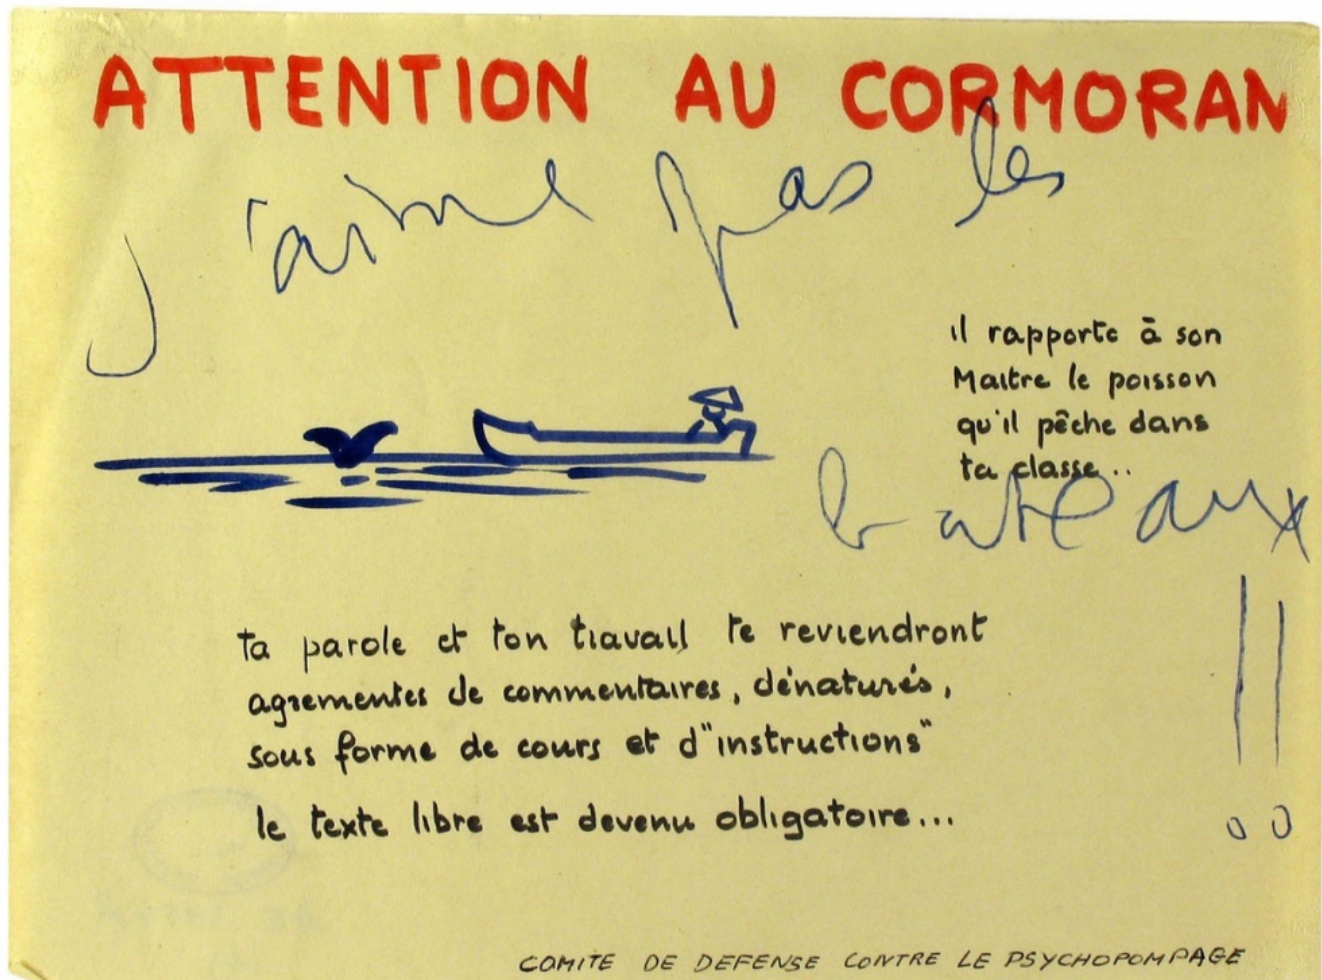 ATTENTION AU CORMORAN
j'aime pas les
il rapporte à son
Maitre le poisson
qu'il pêche dans
ta classe..
bateaux
!!
ta parole et ton travail te reviendront
agrementes de commentaires, dénaturés,
sous forme de cours et d"instructions"
le texte libre est devenu obligatoire...
COMITE DE DEFENSE CONTRE LE PSYCHOPOMPAGE